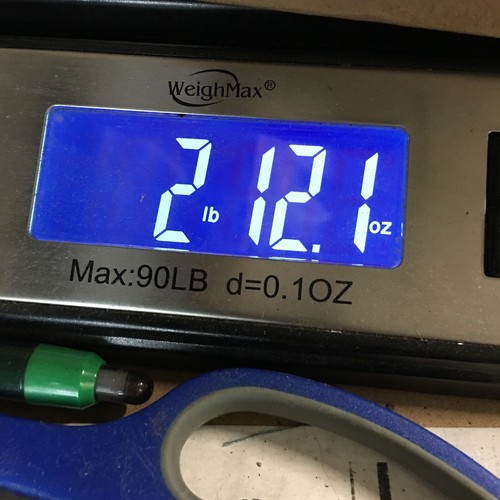 WeighMax®
2 lb 12.1 oz
Max:90LB d=0.1OZ